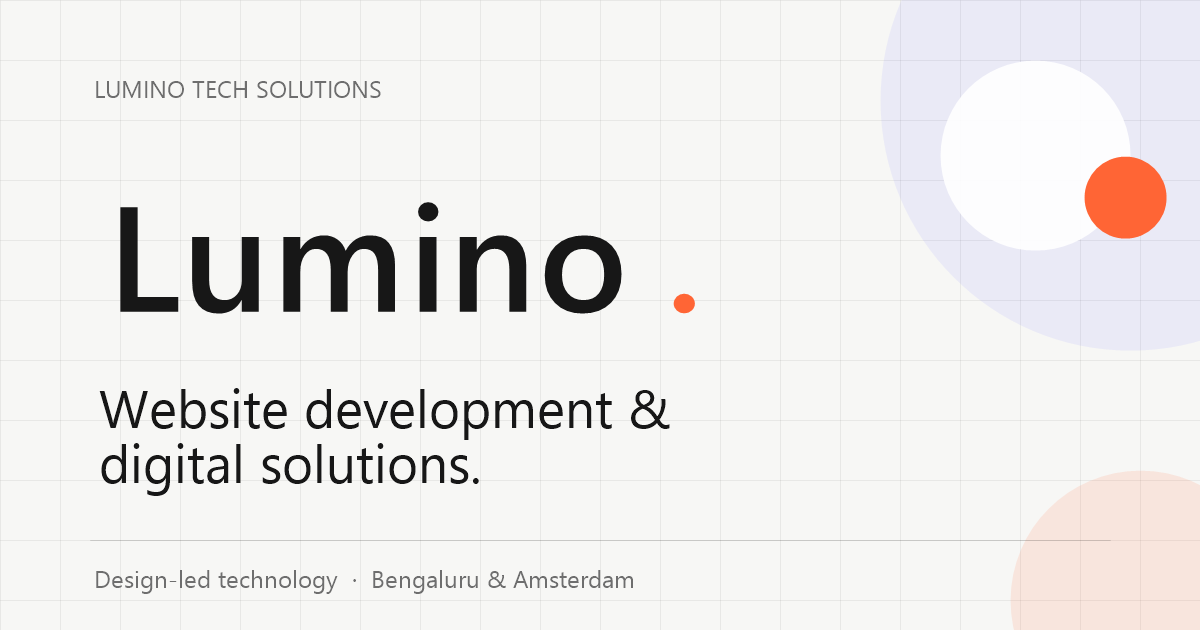 LUMINO TECH SOLUTIONS
Lumino .
Website development &
digital solutions.
Design-led technology · Bengaluru & Amsterdam